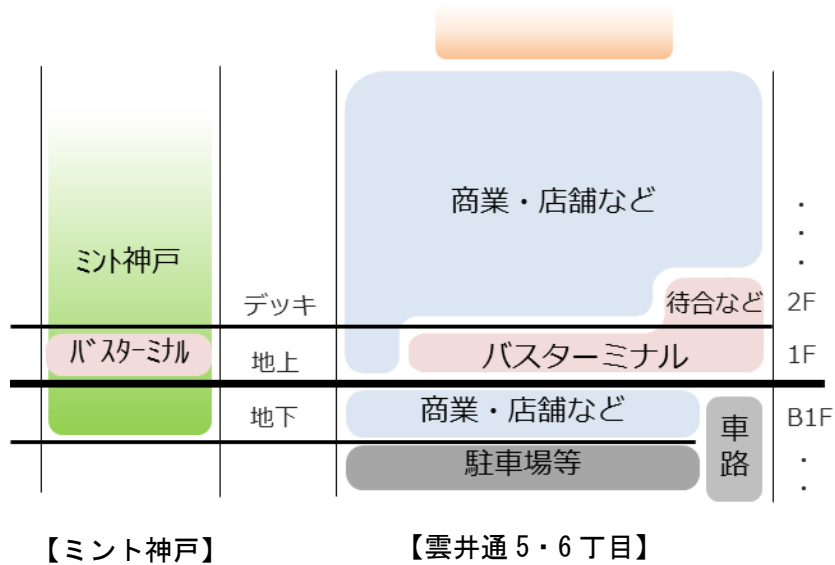 商業・店舗など
ミント神戸
デッキ
待合など
2F
バスターミナル
地上
バスターミナル
1F
地下
商業・店舗など
車路
B1F
駐車場等
【ミント神戸】
【雲井通5・6丁目】